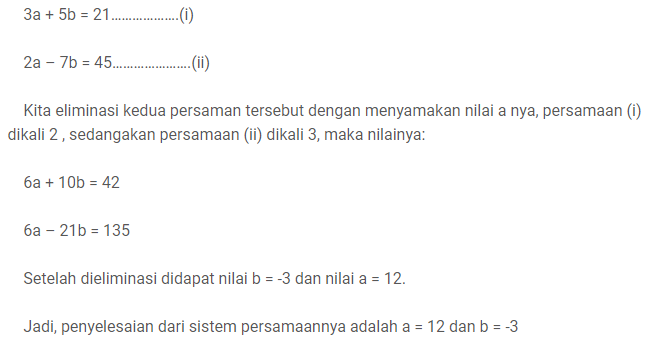 3a + 5b = 21……………….(i)
2a – 7b = 45………………….(ii)
Kita eliminasi kedua persaman tersebut dengan menyamakan nilai a nya, persamaan (i)
dikali 2 , sedangakan persamaan (ii) dikali 3, maka nilainya:
6a + 10b = 42
6a – 21b = 135
Setelah dieliminasi didapat nilai b = -3 dan nilai a = 12.
Jadi, penyelesaian dari sistem persamaannya adalah a = 12 dan b = -3